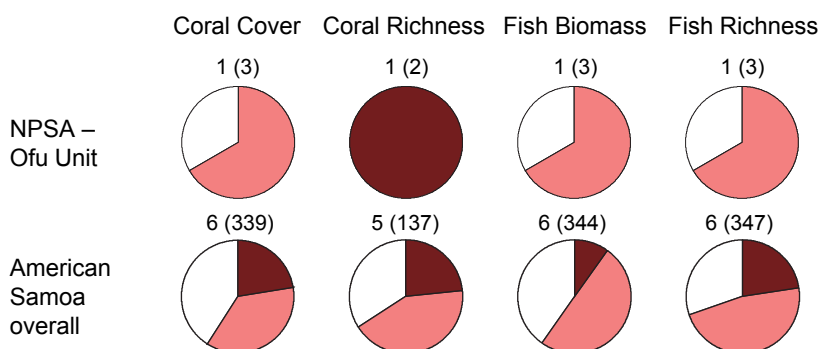 Coral Cover Coral Richness Fish Biomass Fish Richness
1 (3) 1 (2) 1 (3) 1 (3)
NPSA –
Ofu Unit
6 (339) 5 (137) 6 (344) 6 (347)
American
Samoa
overall